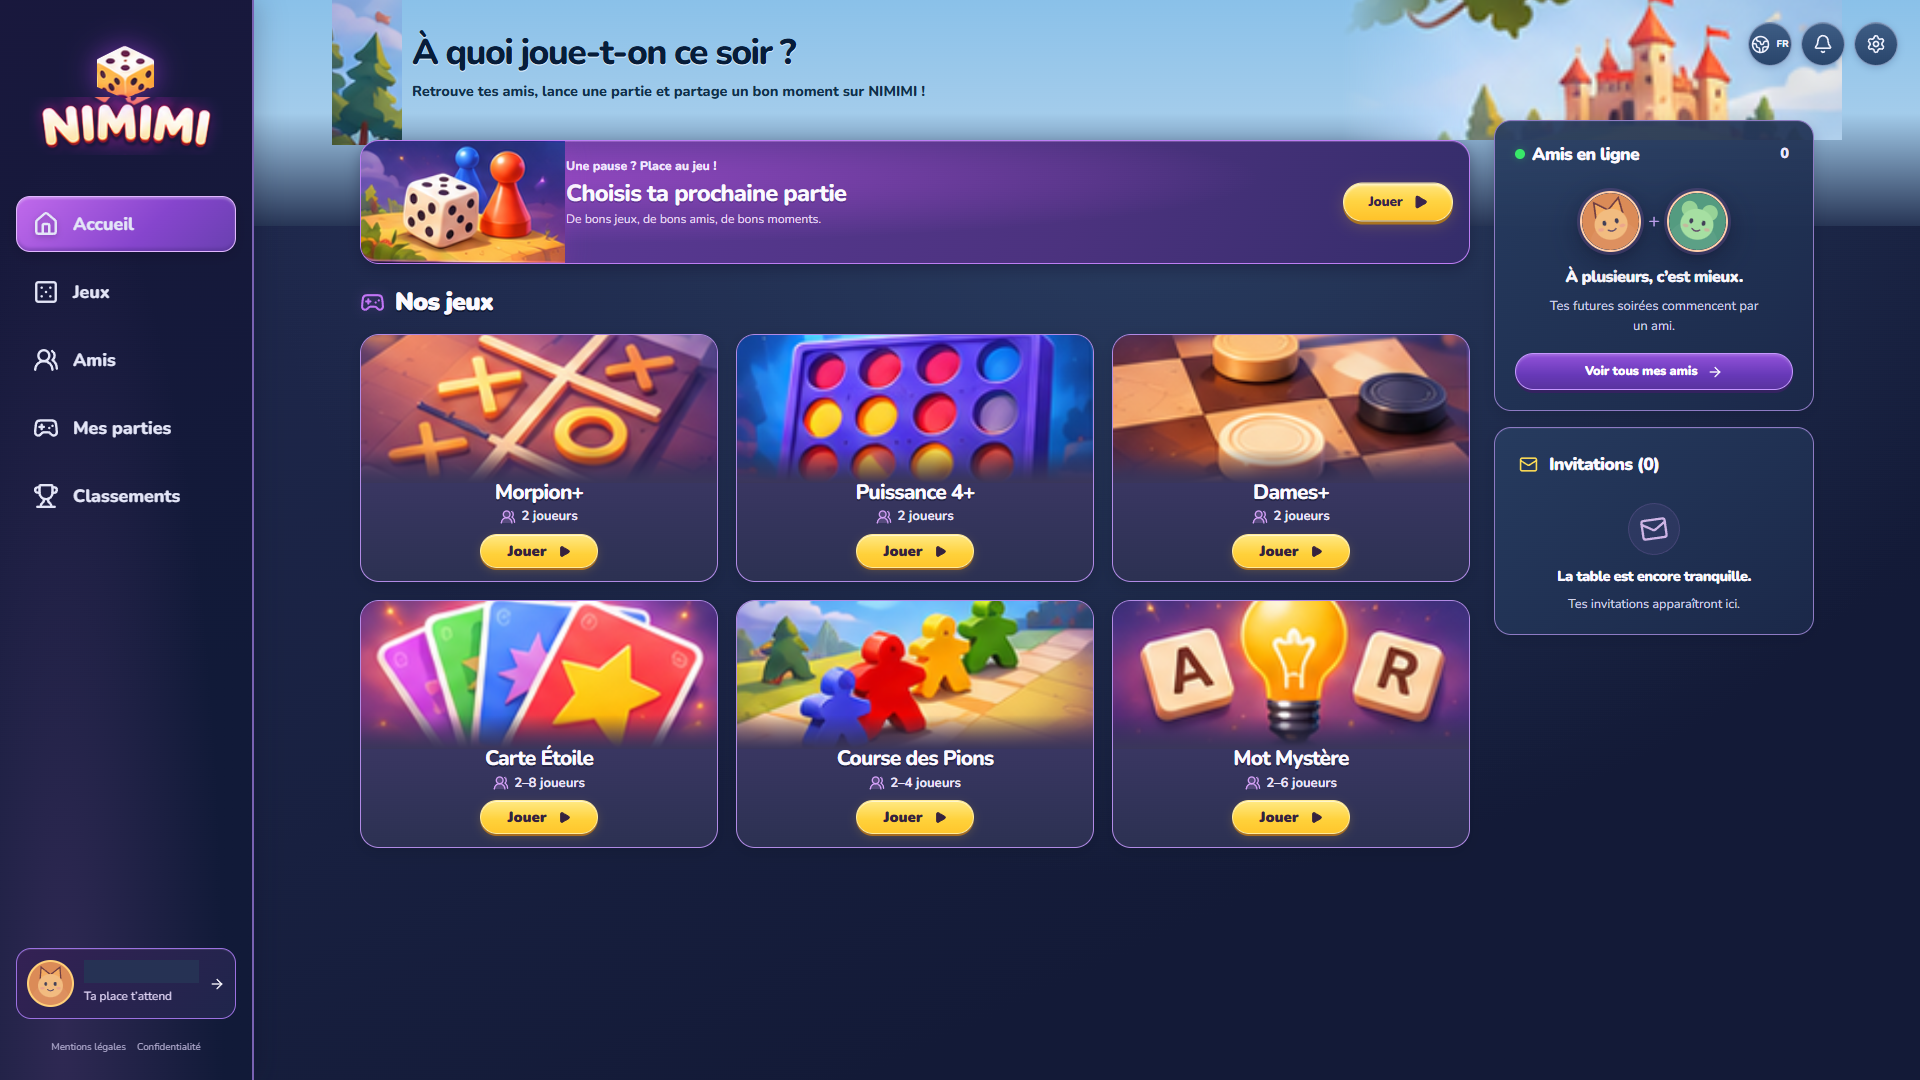 NIMIMI
Accueil
Jeux
Amis
Mes parties
Classements
Ta place t'attend
Mentions légales Confidentialité
À quoi joue-t-on ce soir ?
Retrouve tes amis, lance une partie et partage un bon moment sur NIMIMI !
FR
Une pause ? Place au jeu !
Choisis ta prochaine partie
De bons jeux, de bons amis, de bons moments.
Jouer
Nos jeux
Morpion+
2 joueurs
Jouer
Puissance 4+
2 joueurs
Jouer
Dames+
2 joueurs
Jouer
Carte Étoile
2–8 joueurs
Jouer
Course des Pions
2–4 joueurs
Jouer
A R
Mot Mystère
2–6 joueurs
Jouer
Amis en ligne 0
+
À plusieurs, c'est mieux.
Tes futures soirées commencent par
un ami.
Voir tous mes amis
Invitations (0)
La table est encore tranquille.
Tes invitations apparaîtront ici.